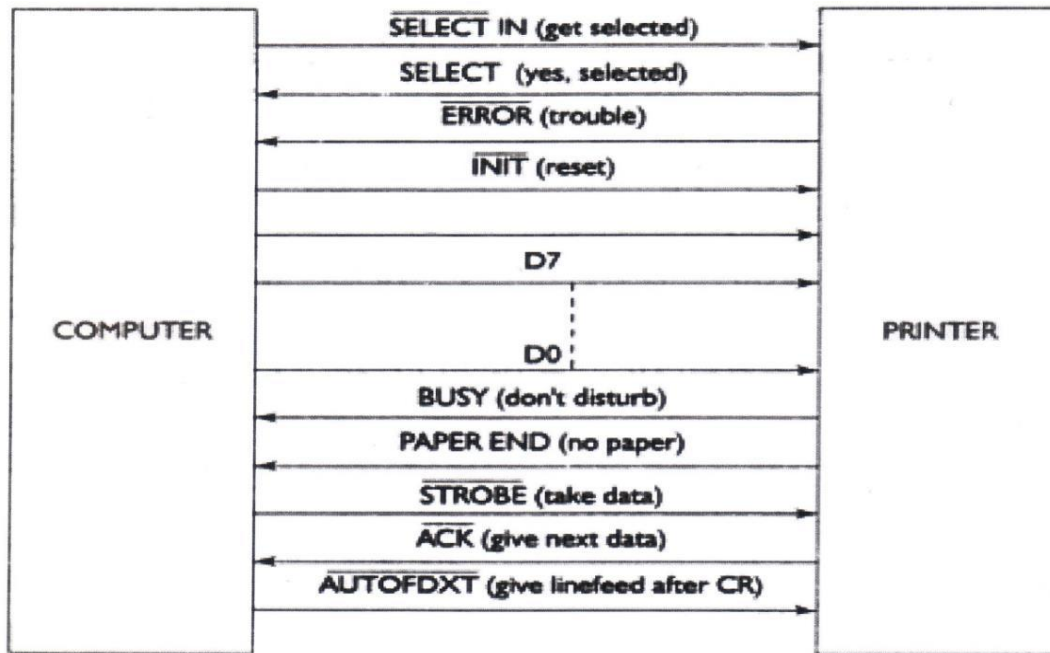 SELECT IN (get selected)
SELECT (yes, selected)
ERROR (trouble)
INIT (reset)
D7
COMPUTER
PRINTER
D0
BUSY (don't disturb)
PAPER END (no paper)
STROBE (take data)
ACK (give next data)
AUTOFDXT (give linefeed after CR)